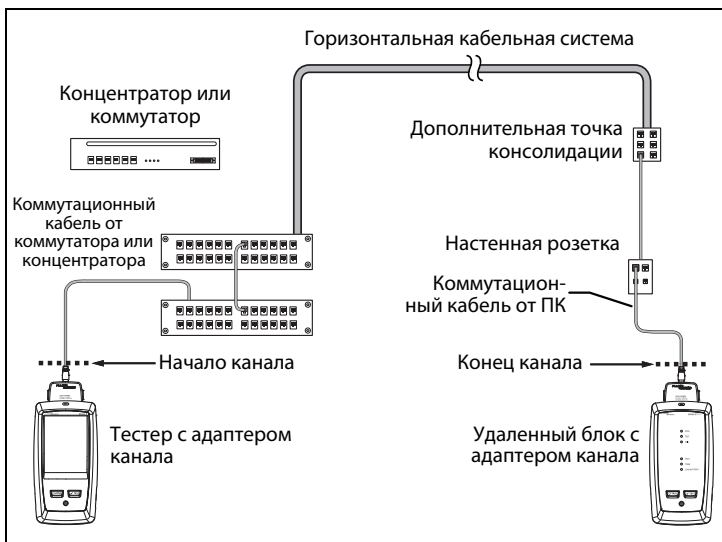 Горизонтальная кабельная система
Концентратор или
коммутатор
Дополнительная точка
консолидации
Коммутационный
кабель от
коммутатора или
концентратора
Настенная розетка
Коммутацион-
ный кабель от ПК
Начало канала
Конец канала
Тестер с адаптером
канала
Удаленный блок с
адаптером канала